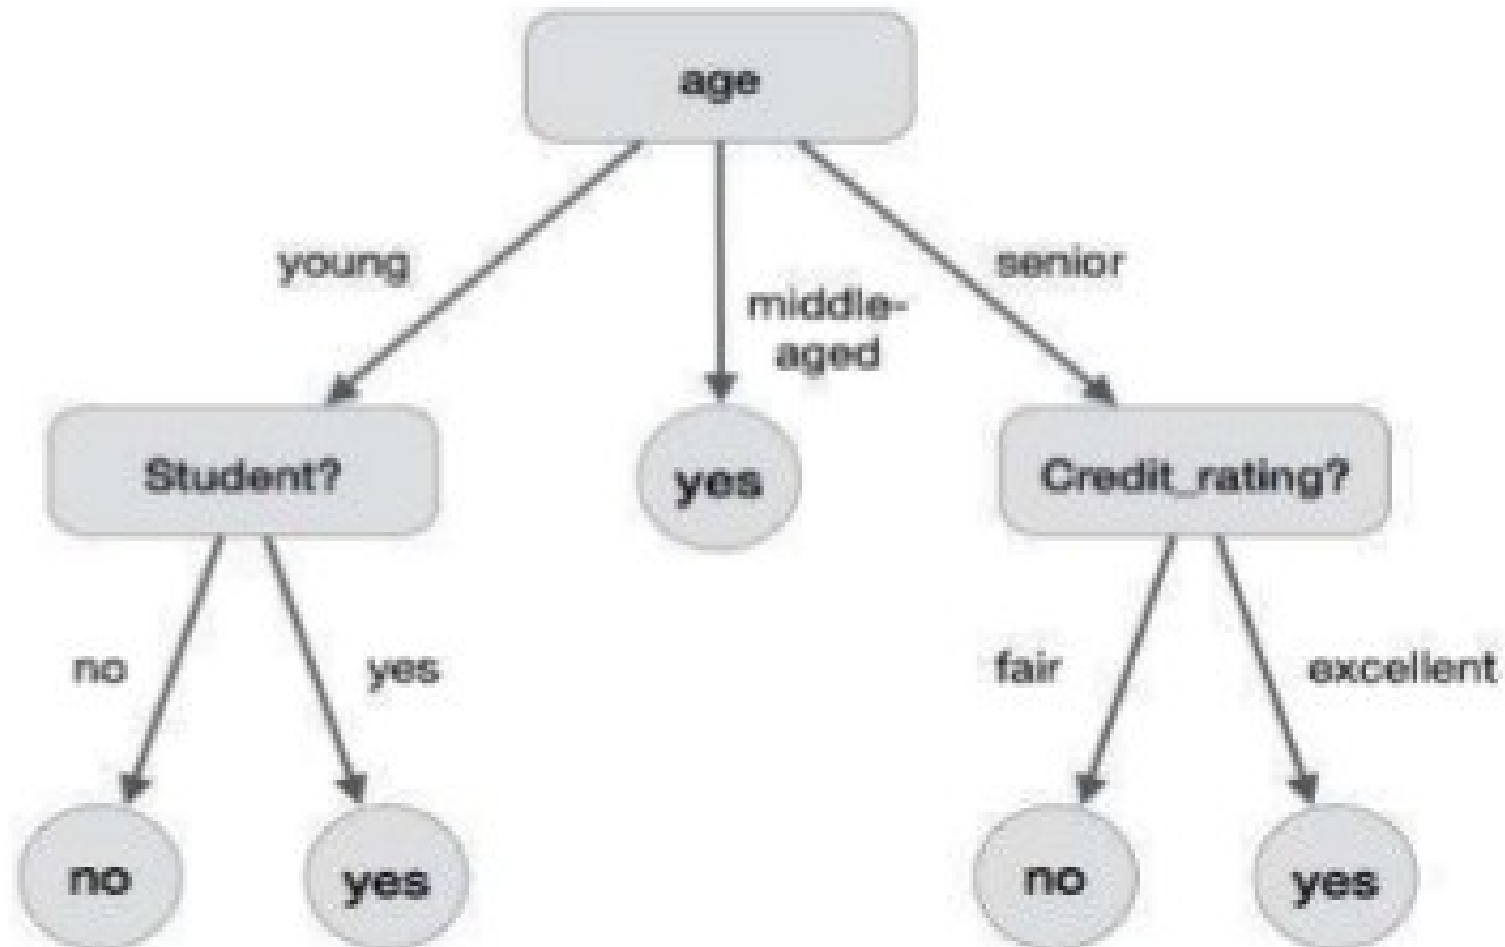 age
young
senior
middle-
aged
Student?
yes
Credit_rating?
no
yes
fair
excellent
no
yes
no
yes